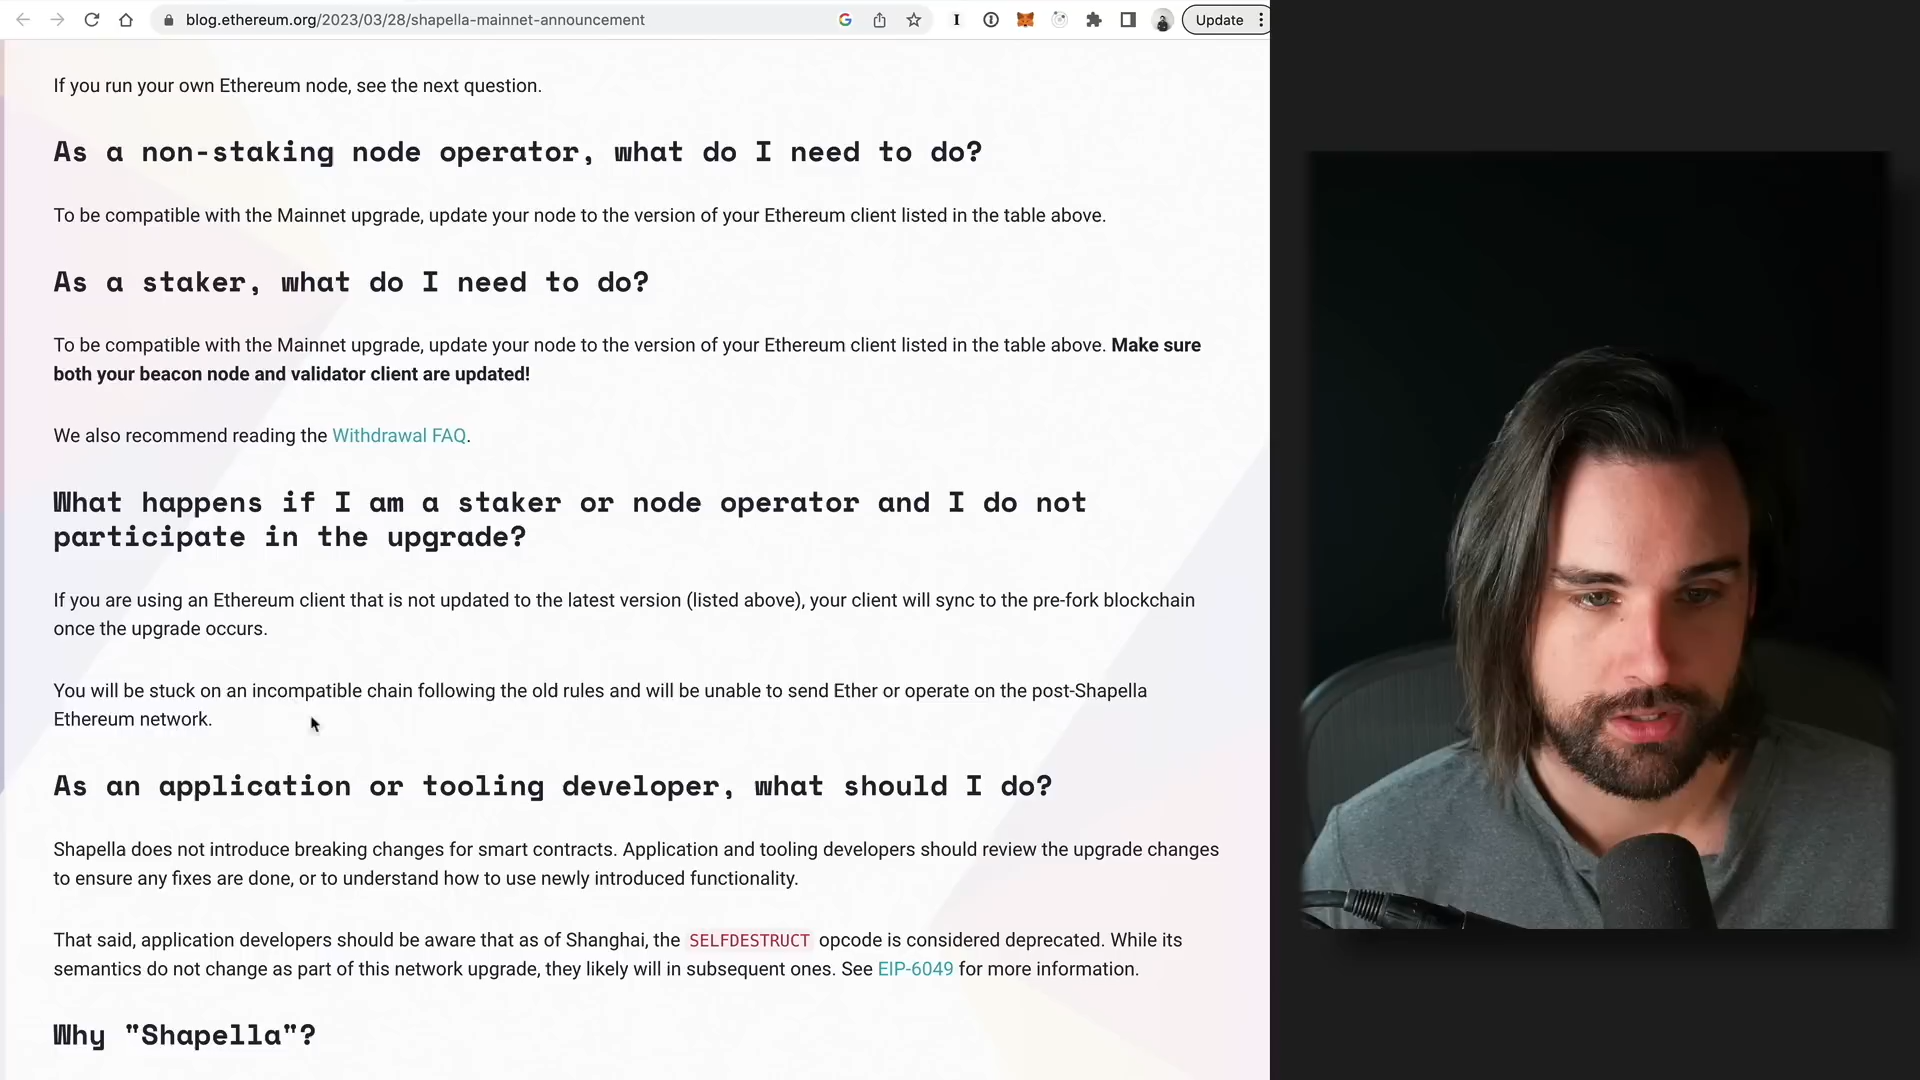 blog.ethereum.org/2023/03/28/shapella-mainnet-announcement
Update
If you run your own Ethereum node, see the next question.
As a non-staking node operator, what do I need to do?
To be compatible with the Mainnet upgrade, update your node to the version of your Ethereum client listed in the table above.
As a staker, what do I need to do?
To be compatible with the Mainnet upgrade, update your node to the version of your Ethereum client listed in the table above. Make sure
both your beacon node and validator client are updated!
We also recommend reading the Withdrawal FAQ.
What happens if I am a staker or node operator and I do not
participate in the upgrade?
If you are using an Ethereum client that is not updated to the latest version (listed above), your client will sync to the pre-fork blockchain
once the upgrade occurs.
You will be stuck on an incompatible chain following the old rules and will be unable to send Ether or operate on the post-Shapella
Ethereum network.
As an application or tooling developer, what should I do?
Shapella does not introduce breaking changes for smart contracts. Application and tooling developers should review the upgrade changes
to ensure any fixes are done, or to understand how to use newly introduced functionality.
That said, application developers should be aware that as of Shanghai, the SELFDESTRUCT opcode is considered deprecated. While its
semantics do not change as part of this network upgrade, they likely will in subsequent ones. See EIP-6049 for more information.
Why "Shapella"?